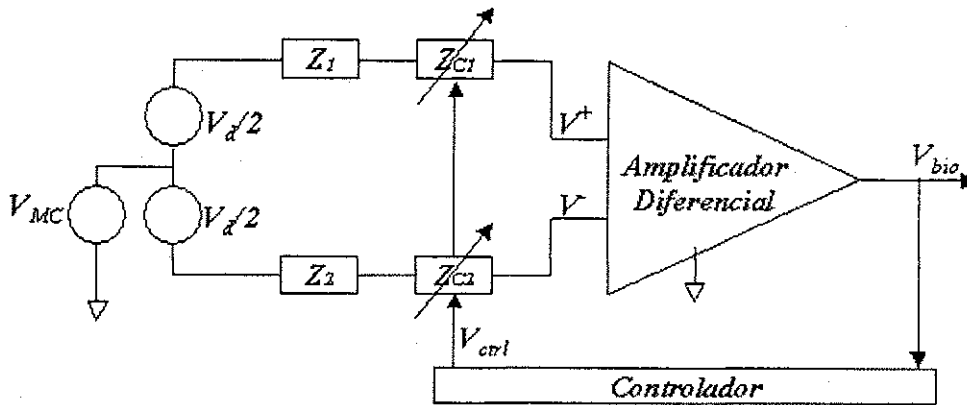 Z1
ZC1
Vd/2
V+
Amplificador
Diferencial
Vbio
VMC
Vd/2
V-
Z2
ZC2
Vctrl
Controlador